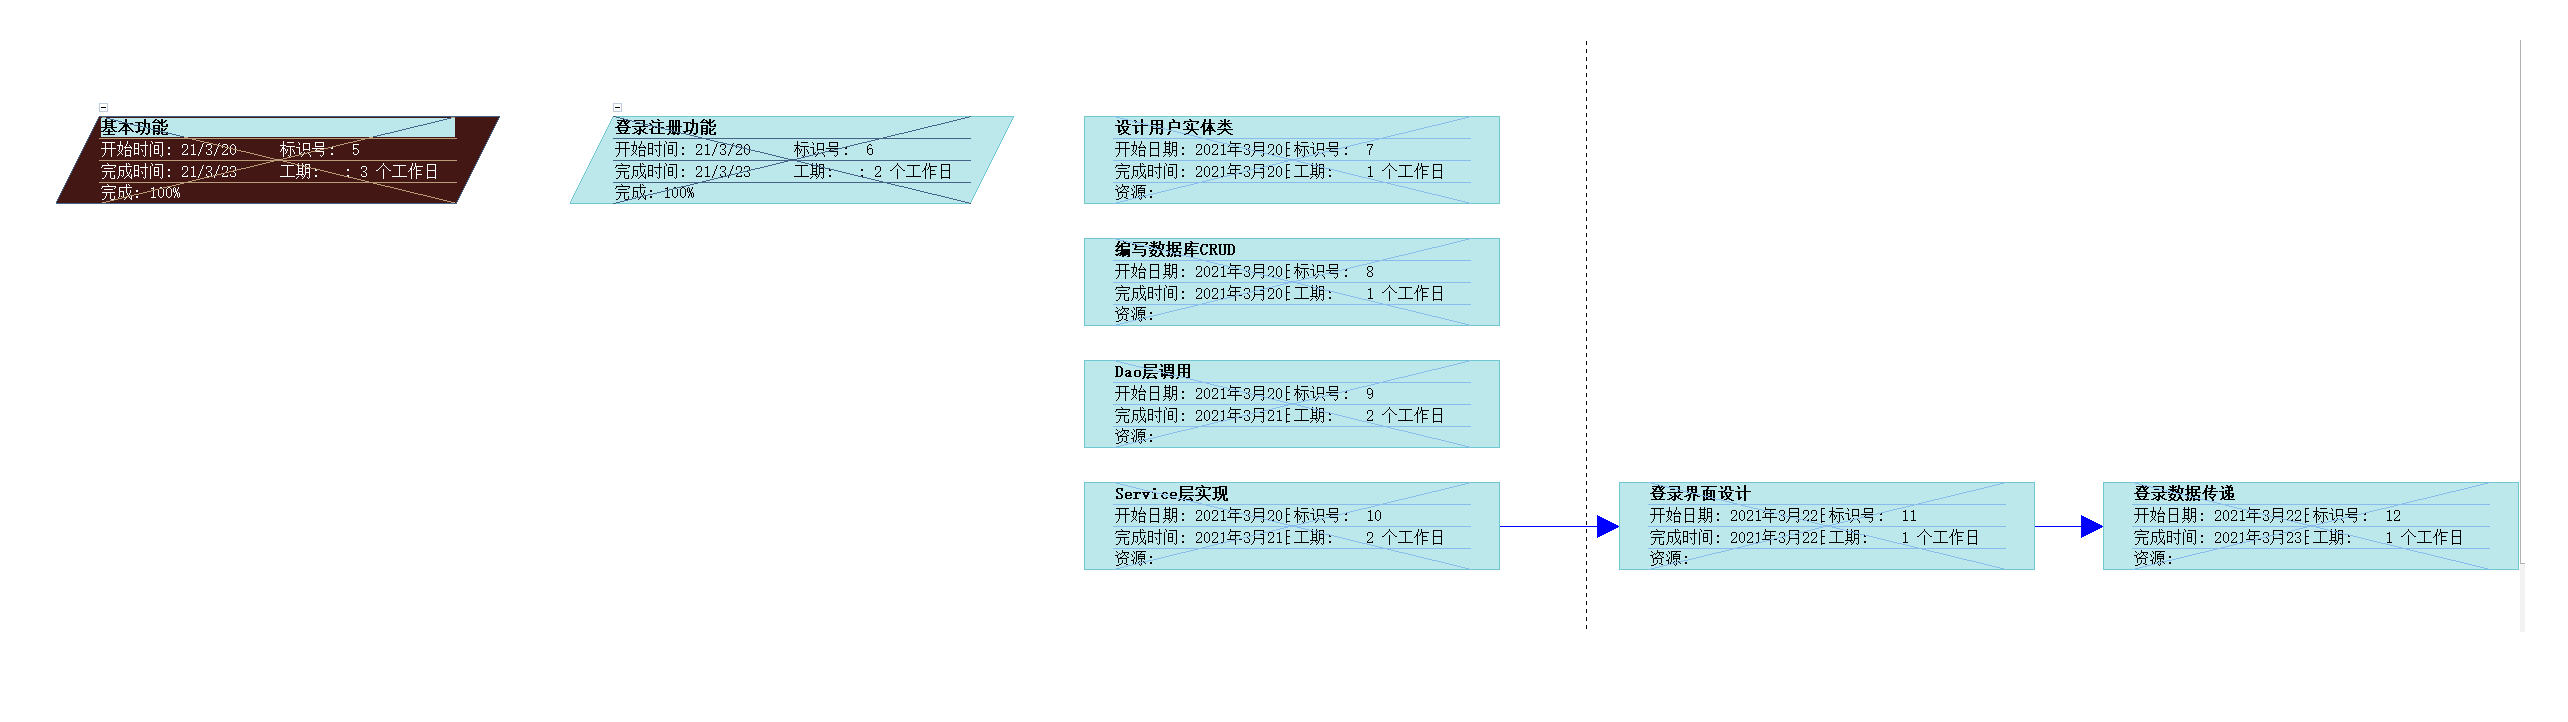 基本功能
开始时间: 21/3/20 标识号: 5
完成时间: 21/3/23 工期: : 3 个工作日
完成: 100%
登录注册功能
开始时间: 21/3/20 标识号: 6
完成时间: 21/3/23 工期: : 2 个工作日
完成: 100%
设计用户实体类
开始日期: 2021年3月20日 标识号: 7
完成时间: 2021年3月20日 工期: 1 个工作日
资源:
编写数据库CRUD
开始日期: 2021年3月20日 标识号: 8
完成时间: 2021年3月20日 工期: 1 个工作日
资源:
Dao层调用
开始日期: 2021年3月20日 标识号: 9
完成时间: 2021年3月21日 工期: 2 个工作日
资源:
Service层实现
开始日期: 2021年3月20日 标识号: 10
完成时间: 2021年3月21日 工期: 2 个工作日
资源:
登录界面设计
开始日期: 2021年3月22日 标识号: 11
完成时间: 2021年3月22日 工期: 1 个工作日
资源:
登录数据传递
开始日期: 2021年3月22日 标识号: 12
完成时间: 2021年3月23日 工期: 1 个工作日
资源: